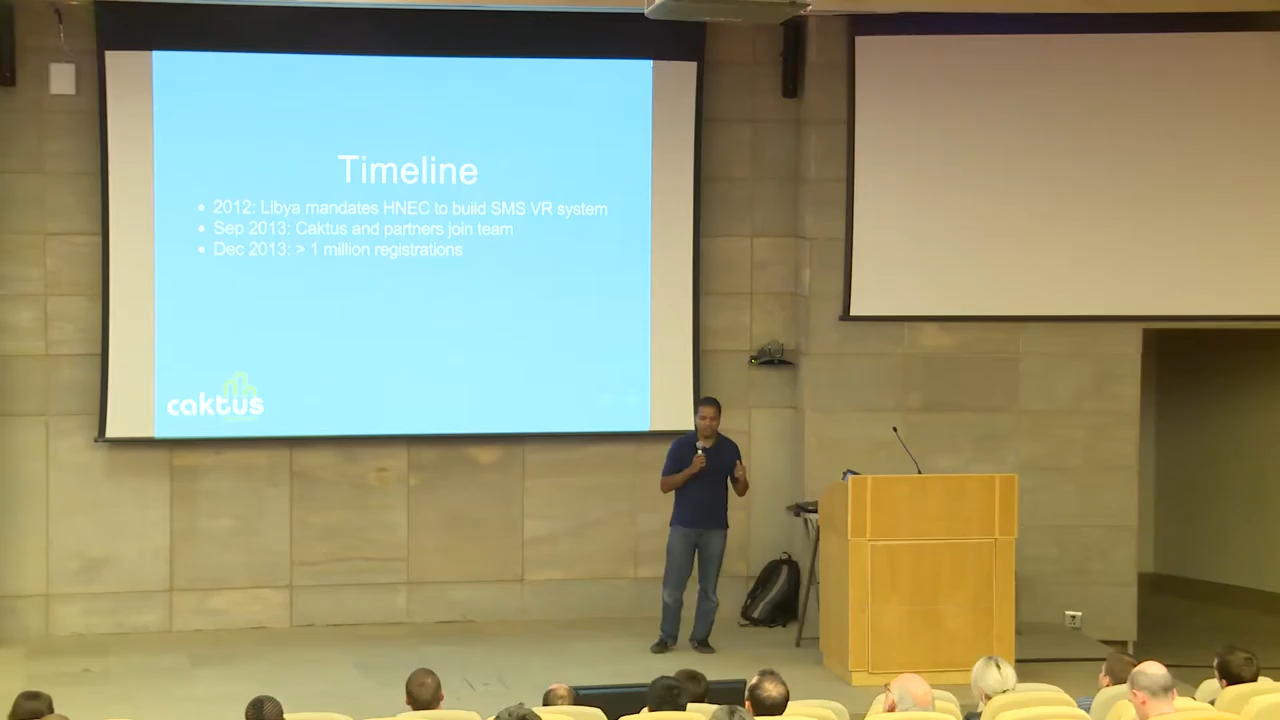 Timeline
• 2012: Libya mandates HNEC to build SMS VR system
• Sep 2013: Caktus and partners join team
• Dec 2013: > 1 million registrations
caktus